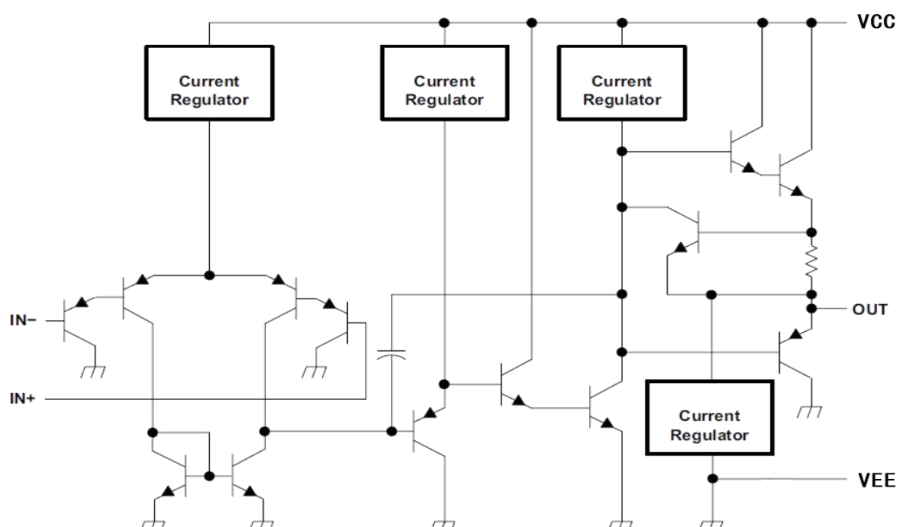 VCC
Current
Regulator
Current
Regulator
Current
Regulator
IN−
OUT
IN+
Current
Regulator
VEE